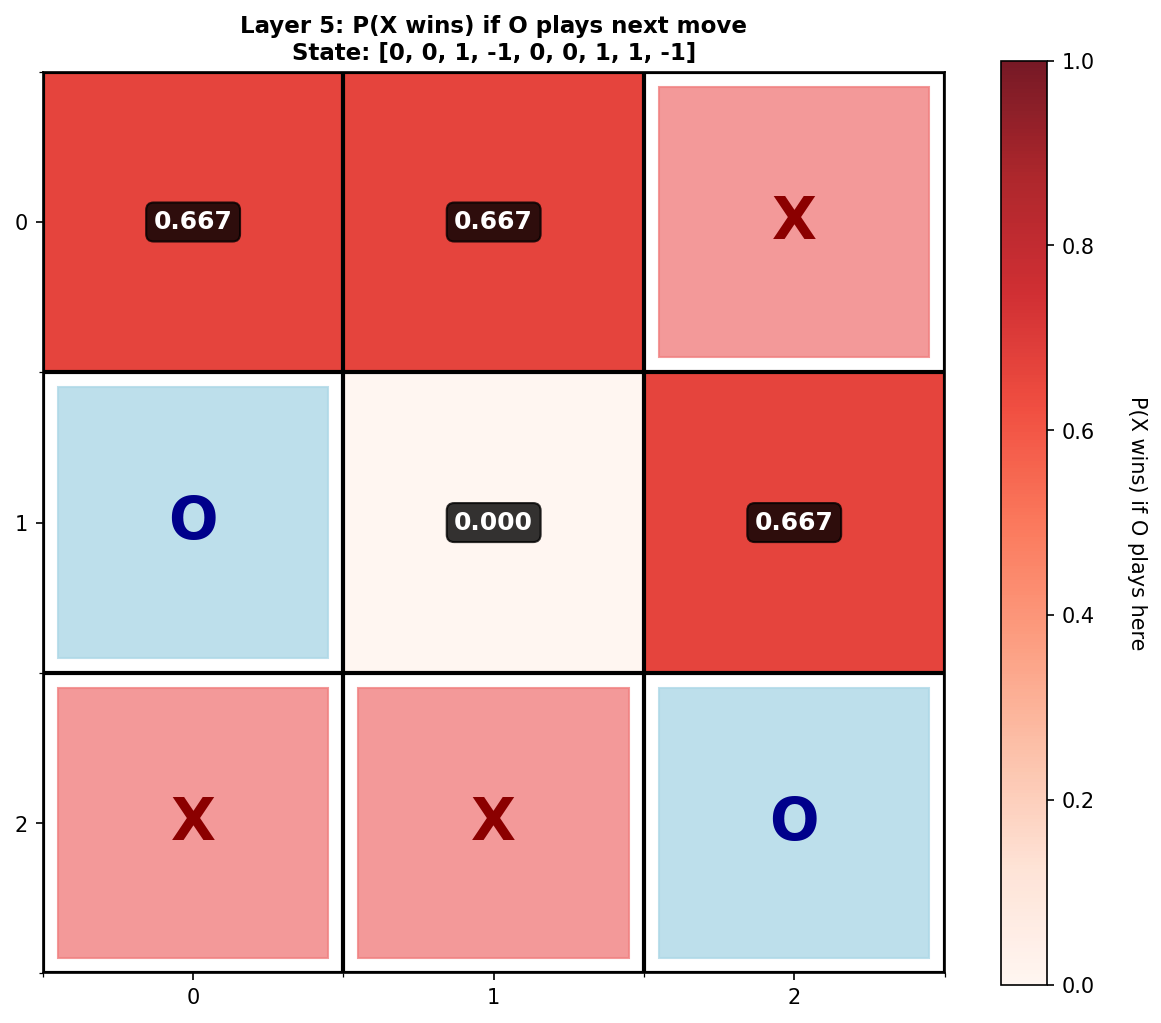 Layer 5: P(X wins) if O plays next move
State: [0, 0, 1, -1, 0, 0, 1, 1, -1]
0
0.667
0.667
X
1
O
0.000
0.667
2
X
X
O
0
1
2
1.0
0.8
0.6
0.4
0.2
0.0
P(X wins) if O plays here